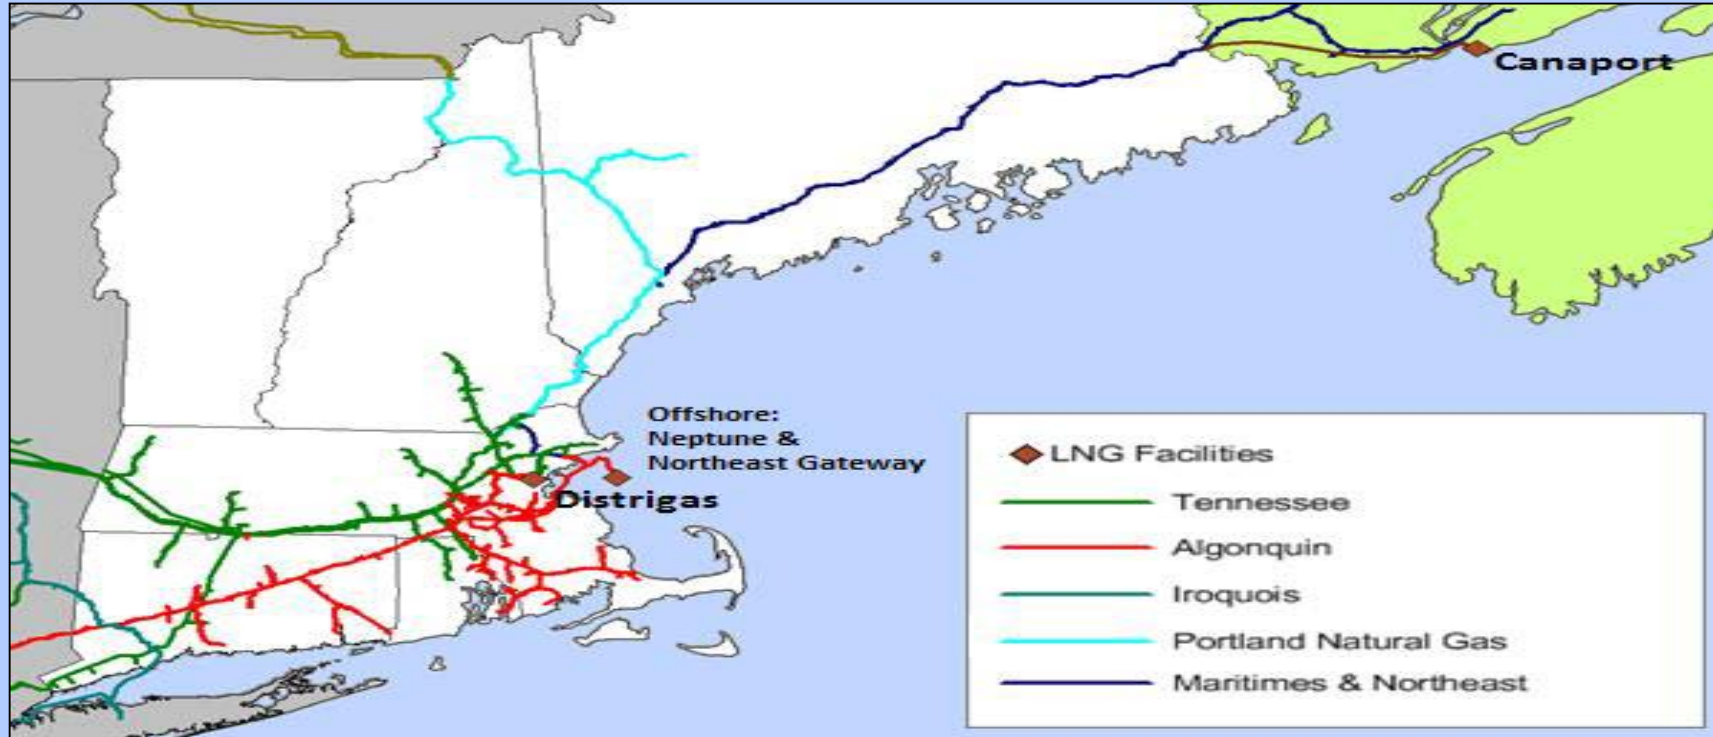 Canaport
Offshore:
Neptune &
Northeast Gateway
Distrigas
LNG Facilities
Tennessee
Algonquin
Iroquois
Portland Natural Gas
Maritimes & Northeast